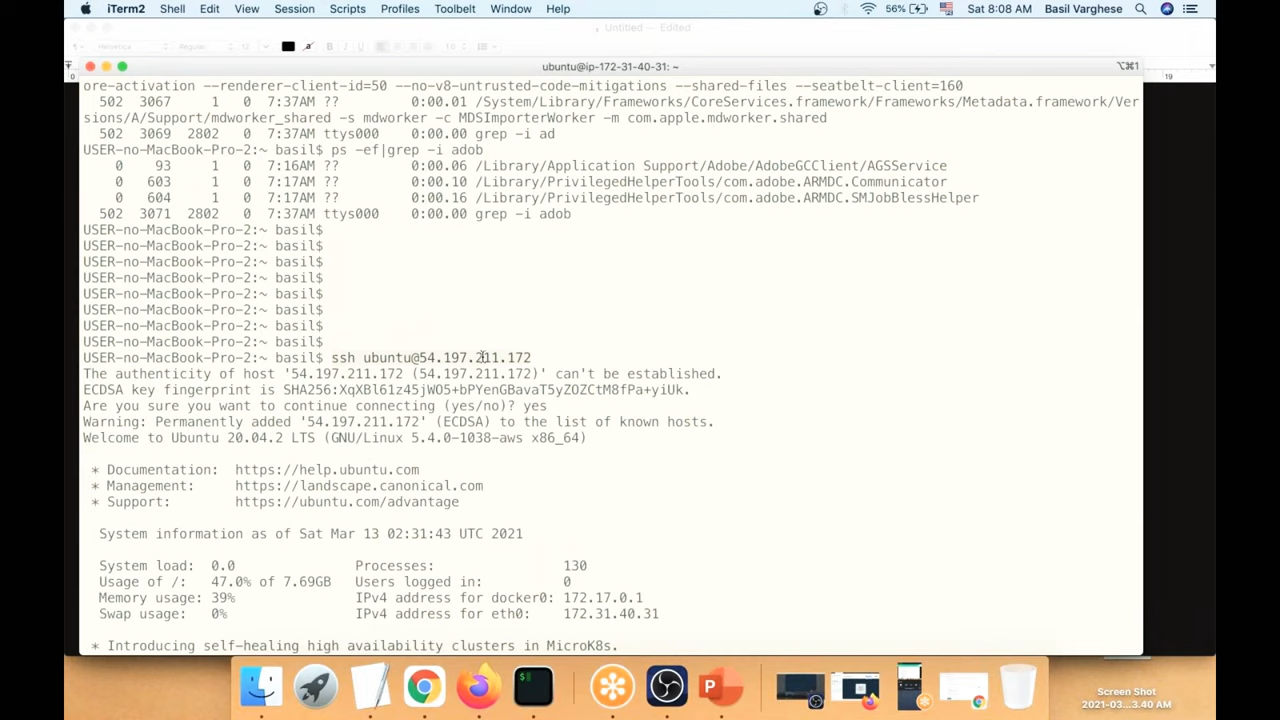 iTerm2 Shell Edit View Session Scripts Profiles Toolbelt Window Help 56% Sat 8:08 AM Basil Varghese
Untitled — Edited
Helvetica Regular 12 B I U 1.0
ubuntu@ip-172-31-40-31: ~ ⌥⌘1
0 19
ore-activation --renderer-client-id=50 --no-v8-untrusted-code-mitigations --shared-files --seatbelt-client=160
502 3067 1 0 7:37AM ?? 0:00.01 /System/Library/Frameworks/CoreServices.framework/Frameworks/Metadata.framework/Ver
sions/A/Support/mdworker_shared -s mdworker -c MDSImporterWorker -m com.apple.mdworker.shared
502 3069 2802 0 7:37AM ttys000 0:00.00 grep -i ad
USER-no-MacBook-Pro-2:~ basil$ ps -ef|grep -i adob
0 93 1 0 7:16AM ?? 0:00.06 /Library/Application Support/Adobe/AdobeGCClient/AGSService
0 603 1 0 7:17AM ?? 0:00.10 /Library/PrivilegedHelperTools/com.adobe.ARMDC.Communicator
0 604 1 0 7:17AM ?? 0:00.16 /Library/PrivilegedHelperTools/com.adobe.ARMDC.SMJobBlessHelper
502 3071 2802 0 7:37AM ttys000 0:00.00 grep -i adob
USER-no-MacBook-Pro-2:~ basil$
USER-no-MacBook-Pro-2:~ basil$
USER-no-MacBook-Pro-2:~ basil$
USER-no-MacBook-Pro-2:~ basil$
USER-no-MacBook-Pro-2:~ basil$
USER-no-MacBook-Pro-2:~ basil$
USER-no-MacBook-Pro-2:~ basil$
USER-no-MacBook-Pro-2:~ basil$
USER-no-MacBook-Pro-2:~ basil$ ssh ubuntu@54.197.211.172
The authenticity of host '54.197.211.172 (54.197.211.172)' can't be established.
ECDSA key fingerprint is SHA256:XqXBl61z45jWO5+bPYenGBavaT5yZOZCtM8fPa+yiUk.
Are you sure you want to continue connecting (yes/no)? yes
Warning: Permanently added '54.197.211.172' (ECDSA) to the list of known hosts.
Welcome to Ubuntu 20.04.2 LTS (GNU/Linux 5.4.0-1038-aws x86_64)
* Documentation: https://help.ubuntu.com
* Management: https://landscape.canonical.com
* Support: https://ubuntu.com/advantage
System information as of Sat Mar 13 02:31:43 UTC 2021
System load: 0.0 Processes: 130
Usage of /: 47.0% of 7.69GB Users logged in: 0
Memory usage: 39% IPv4 address for docker0: 172.17.0.1
Swap usage: 0% IPv4 address for eth0: 172.31.40.31
* Introducing self-healing high availability clusters in MicroK8s.
$
P
Screen Shot
2021-03...3.40 AM